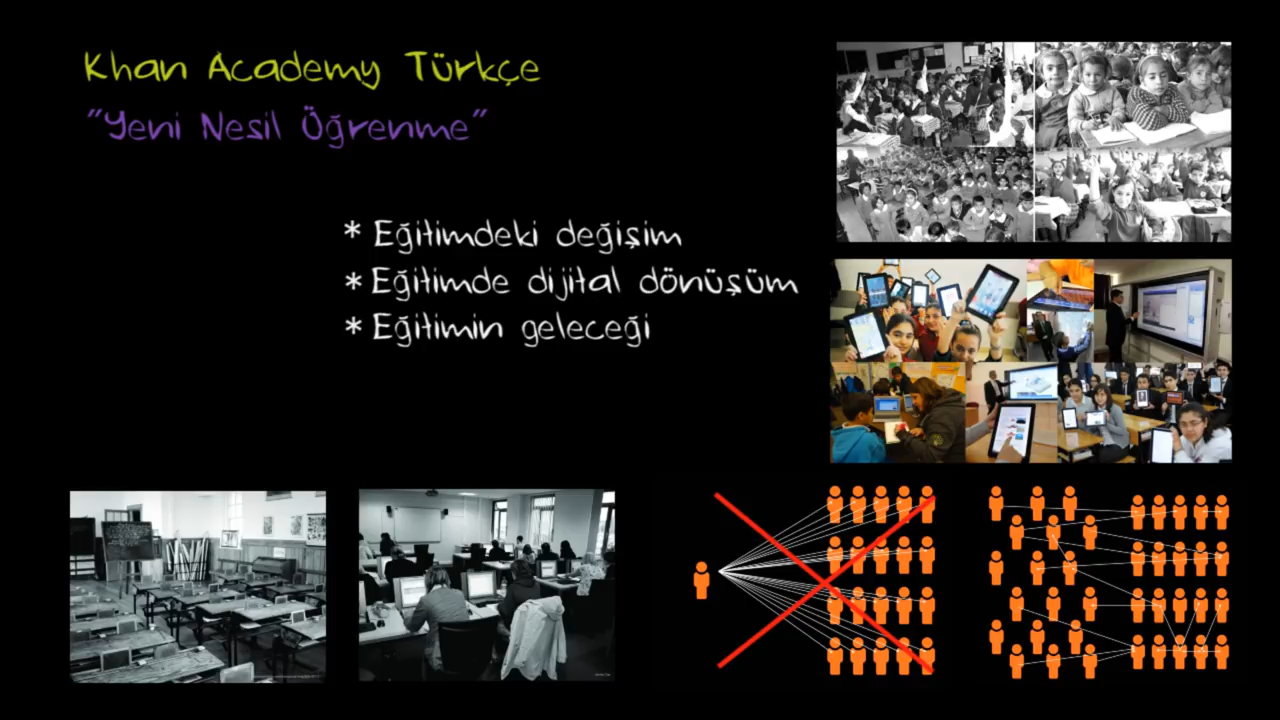 Khan Academy Türkçe
"Yeni Nesil Öğrenme"
* Eğitimdeki değişim
* Eğitimde dijital dönüşüm
* Eğitimin geleceği